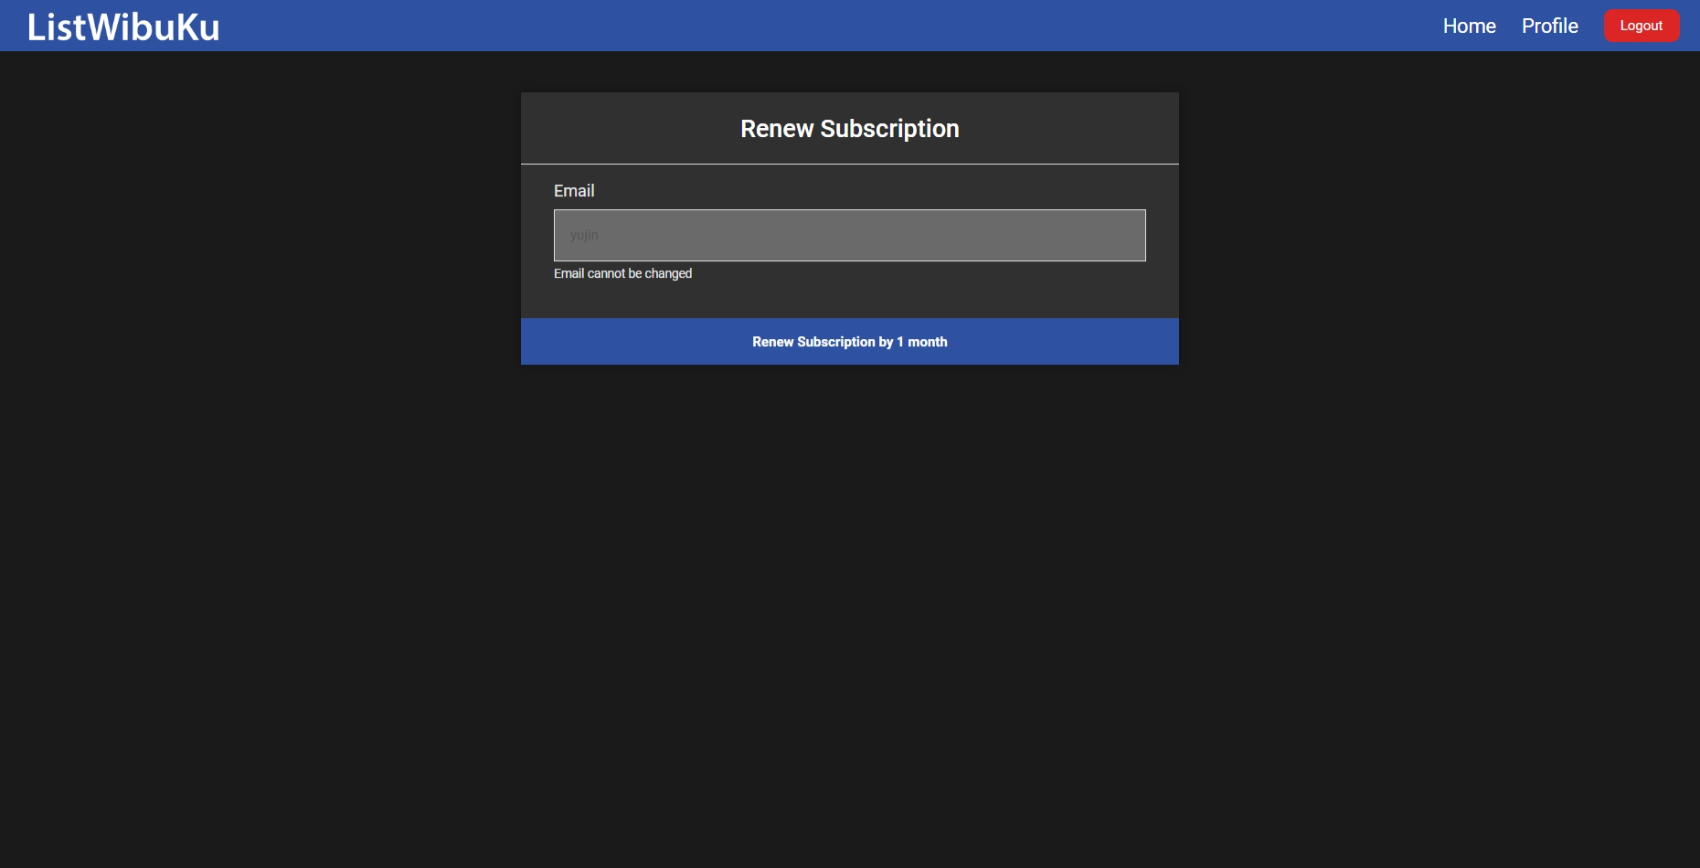 ListWibuKu
Home Profile Logout
Renew Subscription
Email
yujin
Email cannot be changed
Renew Subscription by 1 month